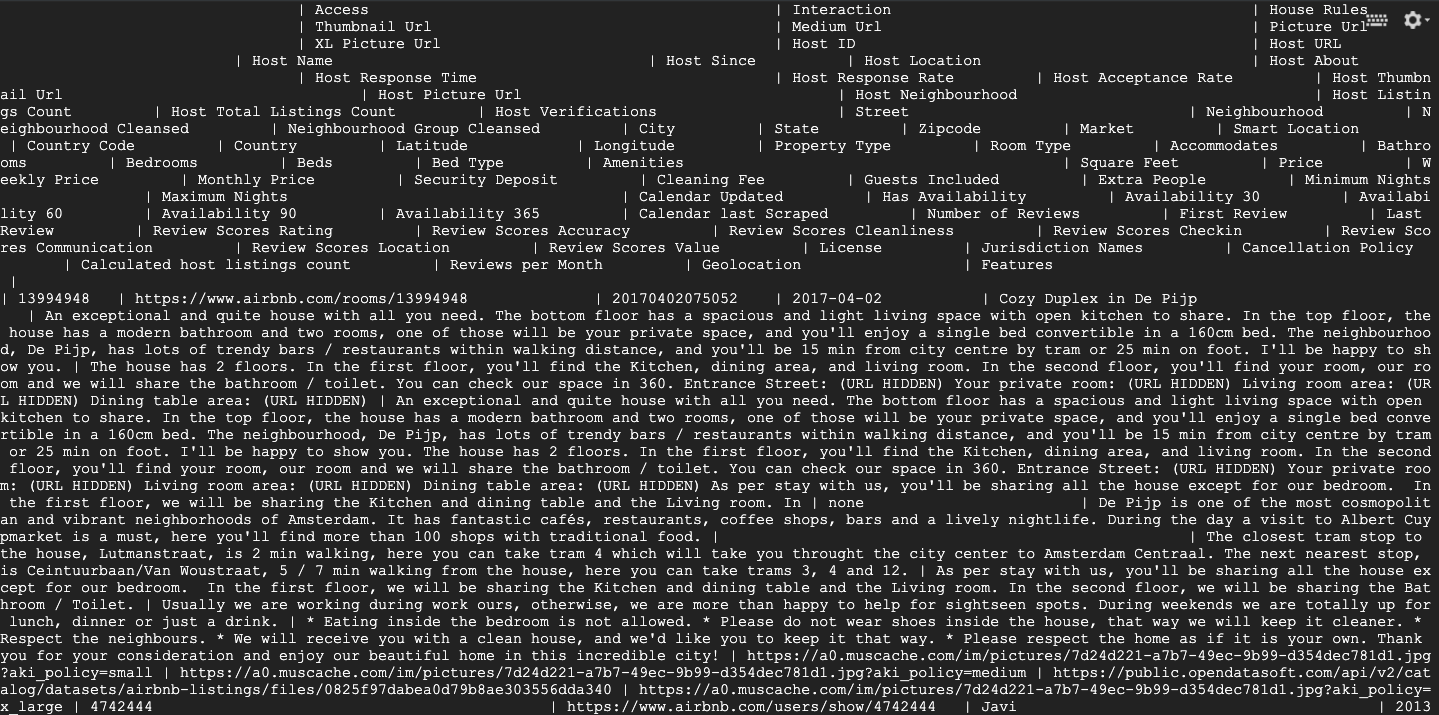 | Access | Interaction | House Rules
| Thumbnail Url | Medium Url | Picture Url
| XL Picture Url | Host ID | Host URL
| Host Name | Host Since | Host Location | Host About
| Host Response Time | Host Response Rate | Host Acceptance Rate | Host Thumbn
ail Url | Host Picture Url | Host Neighbourhood | Host Listin
gs Count | Host Total Listings Count | Host Verifications | Street | Neighbourhood | N
eighbourhood Cleansed | Neighbourhood Group Cleansed | City | State | Zipcode | Market | Smart Location
| Country Code | Country | Latitude | Longitude | Property Type | Room Type | Accommodates | Bathro
oms | Bedrooms | Beds | Bed Type | Amenities | Square Feet | Price | W
eekly Price | Monthly Price | Security Deposit | Cleaning Fee | Guests Included | Extra People | Minimum Nights
| Maximum Nights | Calendar Updated | Has Availability | Availability 30 | Availabi
lity 60 | Availability 90 | Availability 365 | Calendar last Scraped | Number of Reviews | First Review | Last
Review | Review Scores Rating | Review Scores Accuracy | Review Scores Cleanliness | Review Scores Checkin | Review Sco
res Communication | Review Scores Location | Review Scores Value | License | Jurisdiction Names | Cancellation Policy
| Calculated host listings count | Reviews per Month | Geolocation | Features
|
| 13994948 | https://www.airbnb.com/rooms/13994948 | 20170402075052 | 2017-04-02 | Cozy Duplex in De Pijp
| An exceptional and quite house with all you need. The bottom floor has a spacious and light living space with open kitchen to share. In the top floor, the
house has a modern bathroom and two rooms, one of those will be your private space, and you'll enjoy a single bed convertible in a 160cm bed. The neighbourhoo
d, De Pijp, has lots of trendy bars / restaurants within walking distance, and you'll be 15 min from city centre by tram or 25 min on foot. I'll be happy to sh
ow you. | The house has 2 floors. In the first floor, you'll find the Kitchen, dining area, and living room. In the second floor, you'll find your room, our ro
om and we will share the bathroom / toilet. You can check our space in 360. Entrance Street: (URL HIDDEN) Your private room: (URL HIDDEN) Living room area: (UR
L HIDDEN) Dining table area: (URL HIDDEN) | An exceptional and quite house with all you need. The bottom floor has a spacious and light living space with open
kitchen to share. In the top floor, the house has a modern bathroom and two rooms, one of those will be your private space, and you'll enjoy a single bed conve
rtible in a 160cm bed. The neighbourhood, De Pijp, has lots of trendy bars / restaurants within walking distance, and you'll be 15 min from city centre by tram
or 25 min on foot. I'll be happy to show you. The house has 2 floors. In the first floor, you'll find the Kitchen, dining area, and living room. In the second
floor, you'll find your room, our room and we will share the bathroom / toilet. You can check our space in 360. Entrance Street: (URL HIDDEN) Your private roo
m: (URL HIDDEN) Living room area: (URL HIDDEN) Dining table area: (URL HIDDEN) As per stay with us, you'll be sharing all the house except for our bedroom.  In
the first floor, we will be sharing the Kitchen and dining table and the Living room. In | none | De Pijp is one of the most cosmopolit
an and vibrant neighborhoods of Amsterdam. It has fantastic cafés, restaurants, coffee shops, bars and a lively nightlife. During the day a visit to Albert Cuy
pmarket is a must, here you'll find more than 100 shops with traditional food. | | The closest tram stop to
the house, Lutmanstraat, is 2 min walking, here you can take tram 4 which will take you throught the city center to Amsterdam Centraal. The next nearest stop,
is Ceintuurbaan/Van Woustraat, 5 / 7 min walking from the house, here you can take trams 3, 4 and 12. | As per stay with us, you'll be sharing all the house ex
cept for our bedroom.  In the first floor, we will be sharing the Kitchen and dining table and the Living room. In the second floor, we will be sharing the Bat
hroom / Toilet. | Usually we are working during work ours, otherwise, we are more than happy to help for sightseen spots. During weekends we are totally up for
lunch, dinner or just a drink. | * Eating inside the bedroom is not allowed. * Please do not wear shoes inside the house, that way we will keep it cleaner. *
Respect the neighbours. * We will receive you with a clean house, and we'd like you to keep it that way. * Please respect the home as if it is your own. Thank
you for your consideration and enjoy our beautiful home in this incredible city! | https://a0.muscache.com/im/pictures/7d24d221-a7b7-49ec-9b99-d354dec781d1.jpg
?aki_policy=small | https://a0.muscache.com/im/pictures/7d24d221-a7b7-49ec-9b99-d354dec781d1.jpg?aki_policy=medium | https://public.opendatasoft.com/api/v2/cat
alog/datasets/airbnb-listings/files/0825f97dabea0d79b8ae303556dda340 | https://a0.muscache.com/im/pictures/7d24d221-a7b7-49ec-9b99-d354dec781d1.jpg?aki_policy=
x_large | 4742444 | https://www.airbnb.com/users/show/4742444 | Javi | 2013